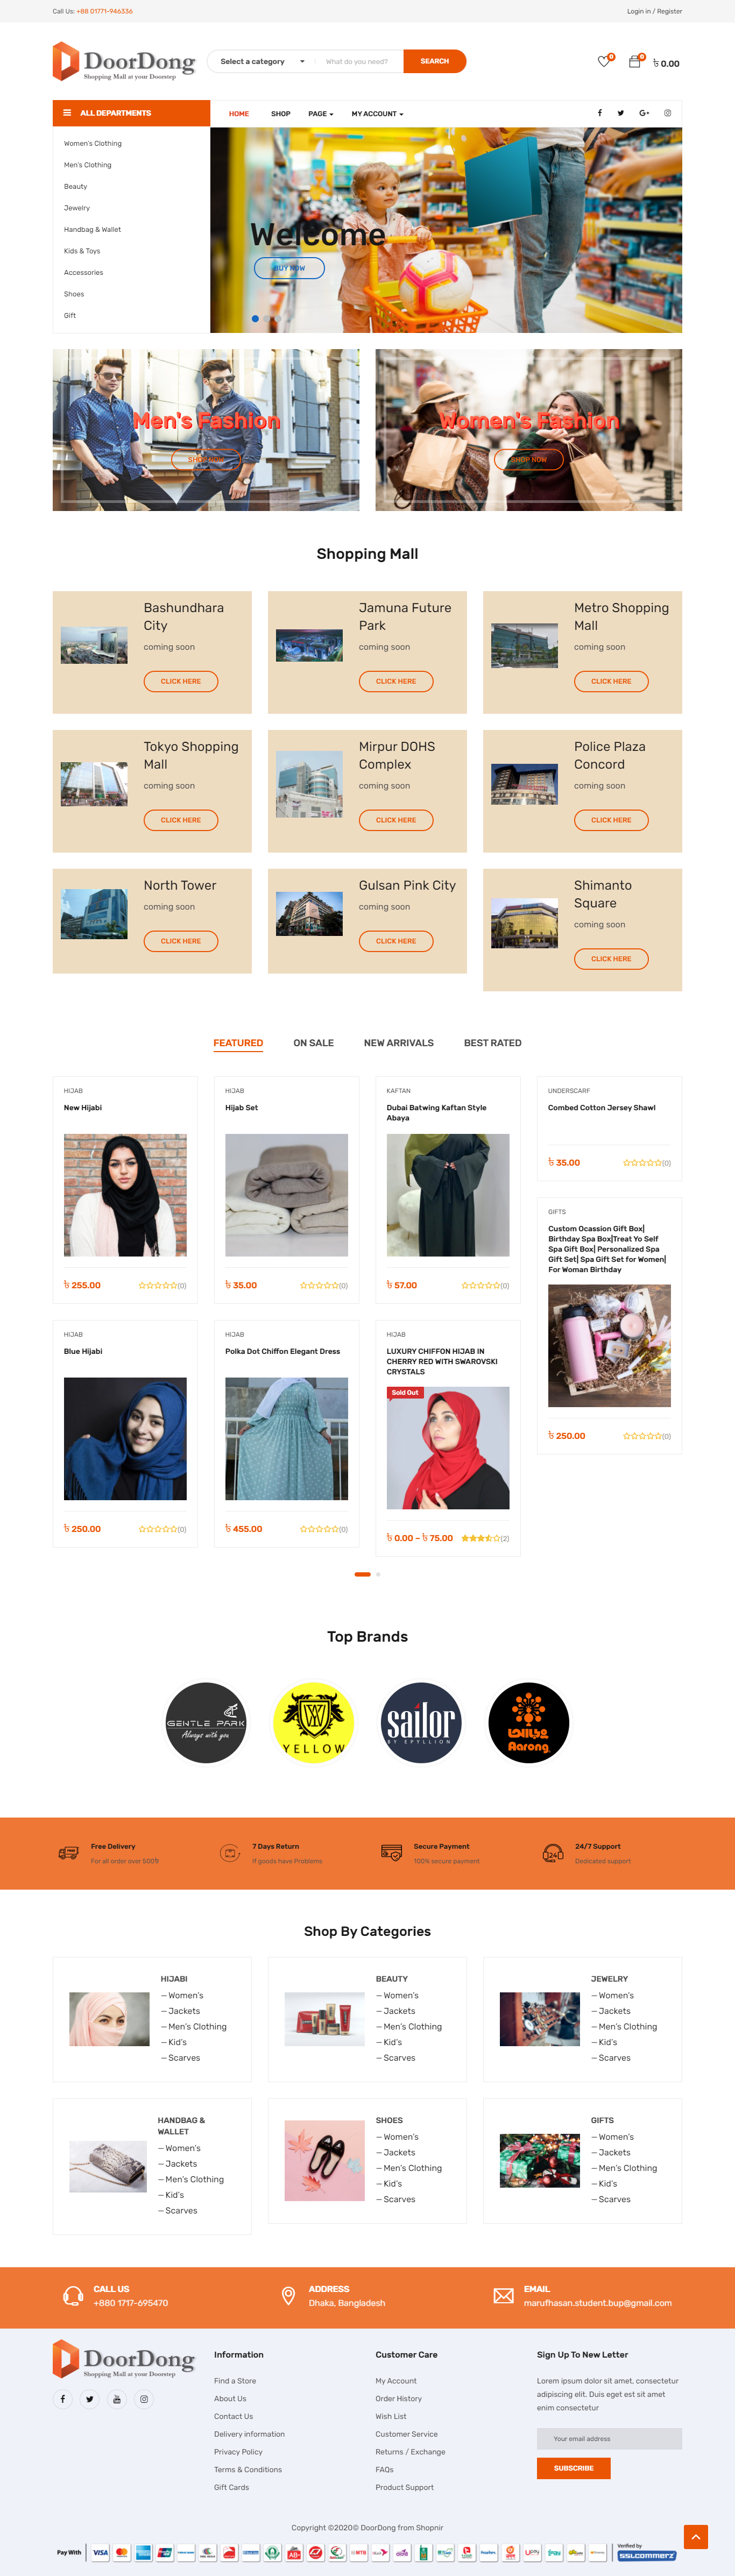 Call Us: +88 01771-946336
Login in / Register
DoorDong
Shopping Mall at your Doorstep
Select a category
What do you need?
SEARCH
0
0
৳ 0.00
ALL DEPARTMENTS
HOME
SHOP
PAGE
MY ACCOUNT
Women's Clothing
Men's Clothing
Beauty
Jewelry
Handbag & Wallet
Kids & Toys
Accessories
Shoes
Gift
Welcome
BUY NOW
Men's Fashion
SHOP NOW
Women's Fashion
SHOP NOW
Shopping Mall
Bashundhara
City
coming soon
CLICK HERE
Jamuna Future
Park
coming soon
CLICK HERE
Metro Shopping
Mall
coming soon
CLICK HERE
Tokyo Shopping
Mall
coming soon
CLICK HERE
Mirpur DOHS
Complex
coming soon
CLICK HERE
Police Plaza
Concord
coming soon
CLICK HERE
North Tower
coming soon
CLICK HERE
Gulsan Pink City
coming soon
CLICK HERE
Shimanto
Square
coming soon
CLICK HERE
FEATURED
ON SALE
NEW ARRIVALS
BEST RATED
HIJAB
New Hijabi
৳ 255.00
(0)
HIJAB
Hijab Set
৳ 35.00
(0)
KAFTAN
Dubai Batwing Kaftan Style
Abaya
৳ 57.00
(0)
UNDERSCARF
Combed Cotton Jersey Shawl
৳ 35.00
(0)
HIJAB
Blue Hijabi
৳ 250.00
(0)
HIJAB
Polka Dot Chiffon Elegant Dress
৳ 455.00
(0)
HIJAB
LUXURY CHIFFON HIJAB IN
CHERRY RED WITH SWAROVSKI
CRYSTALS
Sold Out
৳ 0.00 – ৳ 75.00
(2)
GIFTS
Custom Ocassion Gift Box|
Birthday Spa Box|Treat Yo Self
Spa Gift Box| Personalized Spa
Gift Set| Spa Gift Set for Women|
For Woman Birthday
৳ 250.00
(0)
Top Brands
GENTLE PARK
Always with you
YELLOW
sailor
BY EPYLLION
আড়ং
Aarong
Free Delivery
For all order over 500৳
7 Days Return
If goods have Problems
Secure Payment
100% secure payment
24/7 Support
Dedicated support
Shop By Categories
HIJABI
— Women's
— Jackets
— Men's Clothing
— Kid's
— Scarves
BEAUTY
— Women's
— Jackets
— Men's Clothing
— Kid's
— Scarves
JEWELRY
— Women's
— Jackets
— Men's Clothing
— Kid's
— Scarves
HANDBAG &
WALLET
— Women's
— Jackets
— Men's Clothing
— Kid's
— Scarves
SHOES
— Women's
— Jackets
— Men's Clothing
— Kid's
— Scarves
GIFTS
— Women's
— Jackets
— Men's Clothing
— Kid's
— Scarves
CALL US
+880 1717-695470
ADDRESS
Dhaka, Bangladesh
EMAIL
marufhasan.student.bup@gmail.com
DoorDong
Shopping Mall at your Doorstep
Information
Find a Store
About Us
Contact Us
Delivery information
Privacy Policy
Terms & Conditions
Gift Cards
Customer Care
My Account
Order History
Wish List
Customer Service
Returns / Exchange
FAQs
Product Support
Sign Up To New Letter
Lorem ipsum dolor sit amet, consectetur
adipiscing elit. Duis eget est sit amet
enim consectetur
Your email address
SUBSCRIBE
Copyright ©2020© DoorDong from Shopnir
Pay With
VISA
Verified by
SSLCOMMERZ